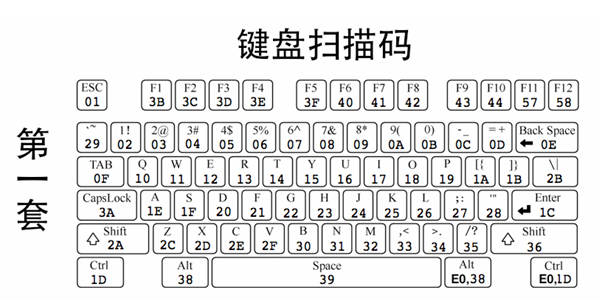 键盘扫描码
第一套
ESC F1 F2 F3 F4 F5 F6 F7 F8 F9 F10 F11 F12
01 3B 3C 3D 3E 3F 40 41 42 43 44 57 58
`~ 1! 2@ 3# 4$ 5% 6^ 7& 8* 9( 0) -_ =+ Back Space
29 02 03 04 05 06 07 08 09 0A 0B 0C 0D ← 0E
TAB Q W E R T Y U I O P [{ ]} \|
0F 10 11 12 13 14 15 16 17 18 19 1A 1B 2B
CapsLock A S D F G H J K L ;: '" Enter
3A 1E 1F 20 21 22 23 24 25 26 27 28 1C
Shift Z X C V B N M ,< >. /? Shift
2A 2C 2D 2E 2F 30 31 32 33 34 35 36
Ctrl Alt Space Alt Ctrl
1D 38 39 E0,38 E0,1D